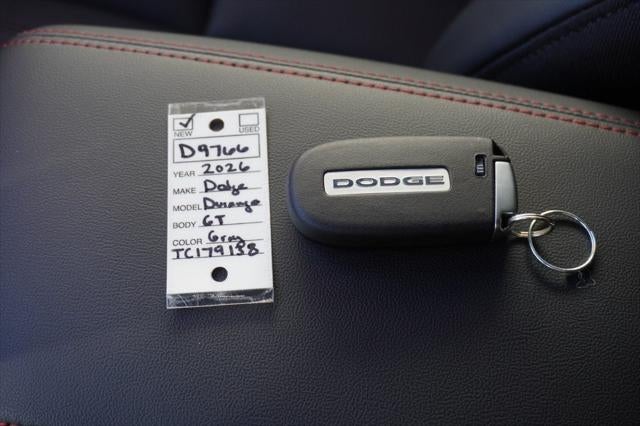 NEW USED
D9766
YEAR 2026
MAKE Dodge
MODEL Durango
BODY GT
COLOR Gray
TC179138
DODGE